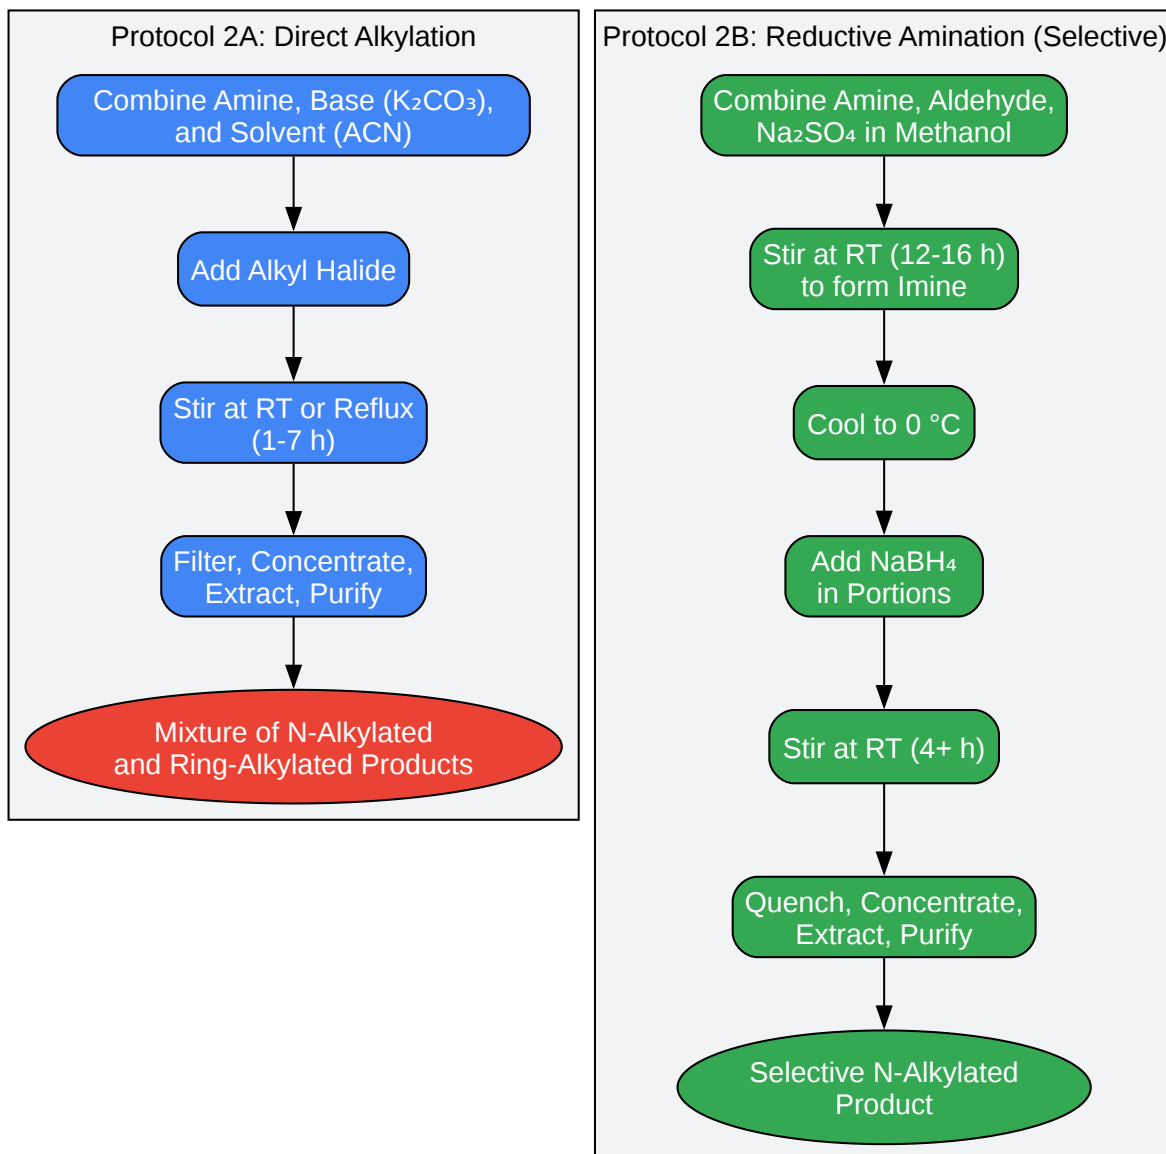 Protocol 2A: Direct Alkylation
Combine Amine, Base (K₂CO₃),
and Solvent (ACN)
Add Alkyl Halide
Stir at RT or Reflux
(1-7 h)
Filter, Concentrate,
Extract, Purify
Mixture of N-Alkylated
and Ring-Alkylated Products
Protocol 2B: Reductive Amination (Selective)
Combine Amine, Aldehyde,
Na₂SO₄ in Methanol
Stir at RT (12-16 h)
to form Imine
Cool to 0 °C
Add NaBH₄
in Portions
Stir at RT (4+ h)
Quench, Concentrate,
Extract, Purify
Selective N-Alkylated
Product